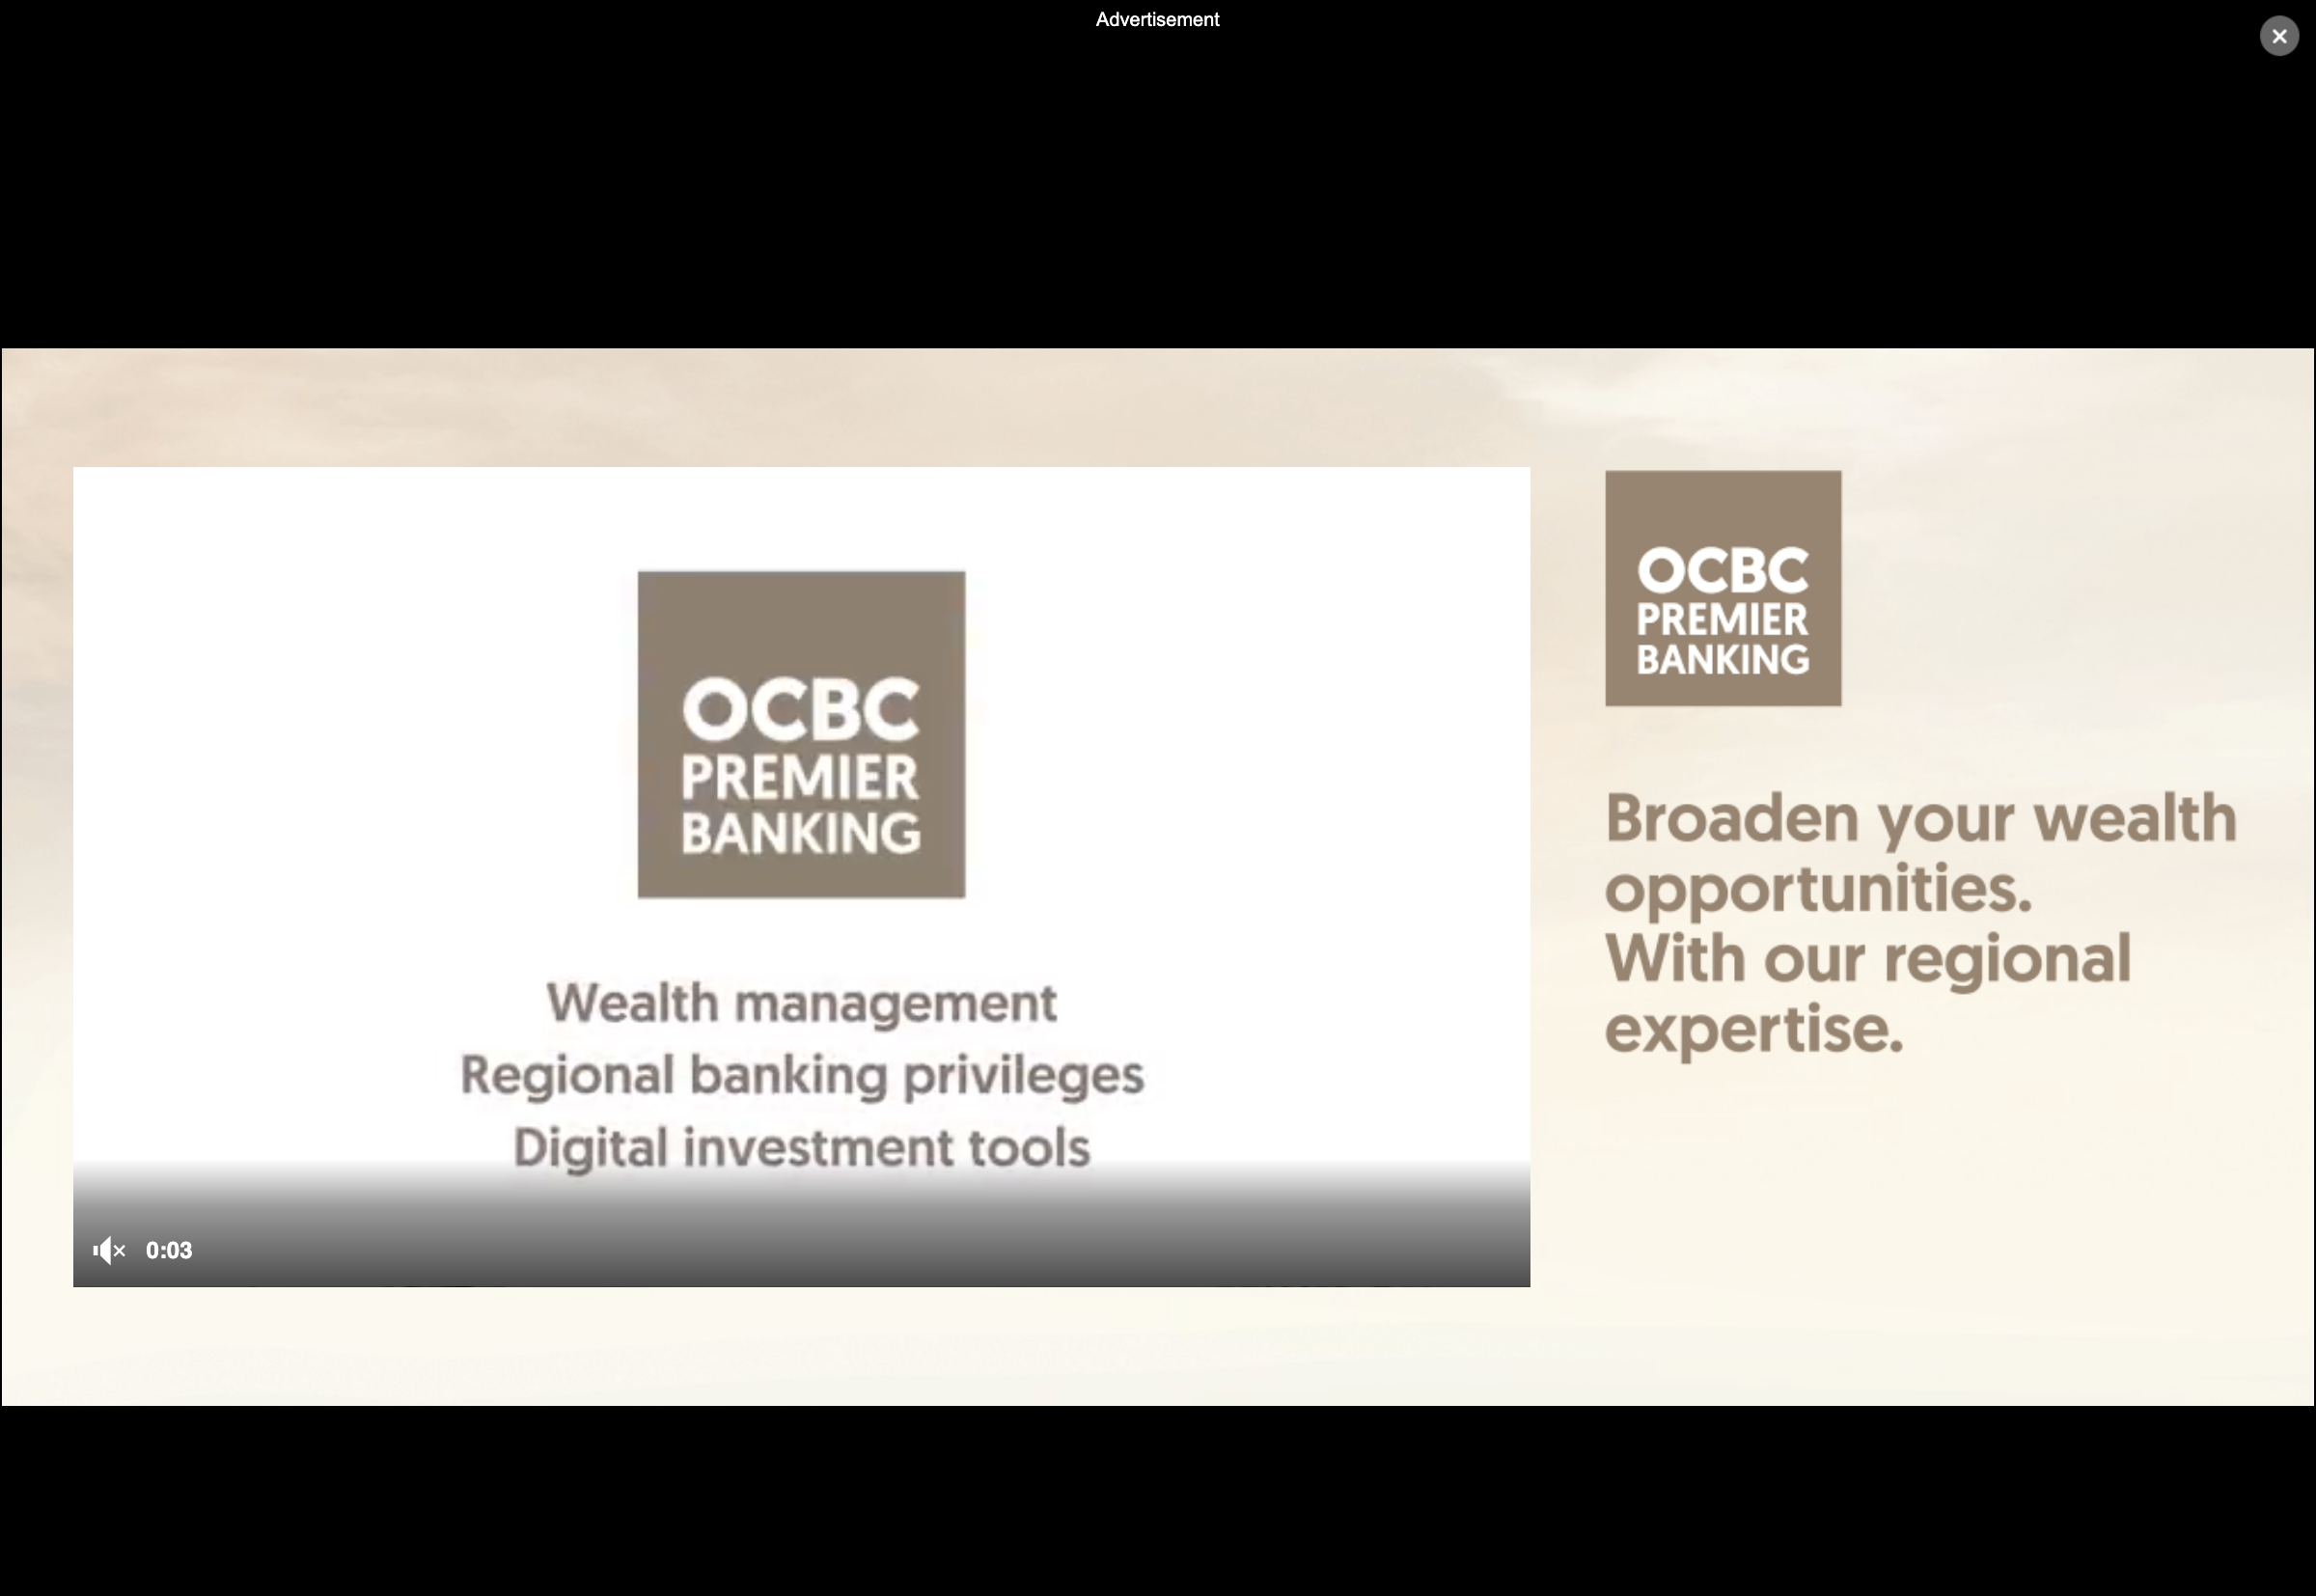 Advertisement
OCBC
PREMIER
BANKING
Wealth management
Regional banking privileges
Digital investment tools
0:03
OCBC
PREMIER
BANKING
Broaden your wealth
opportunities.
With our regional
expertise.